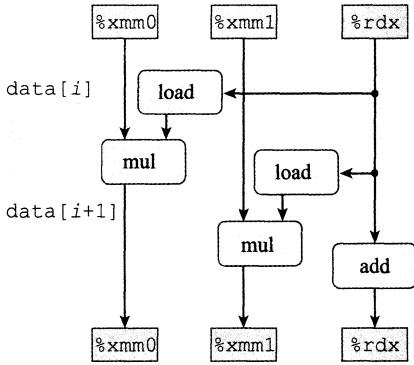 %xmm0 %xmm1 %rdx
data[i] load
mul load
data[i+1] mul
add
%xmm0 %xmm1 %rdx